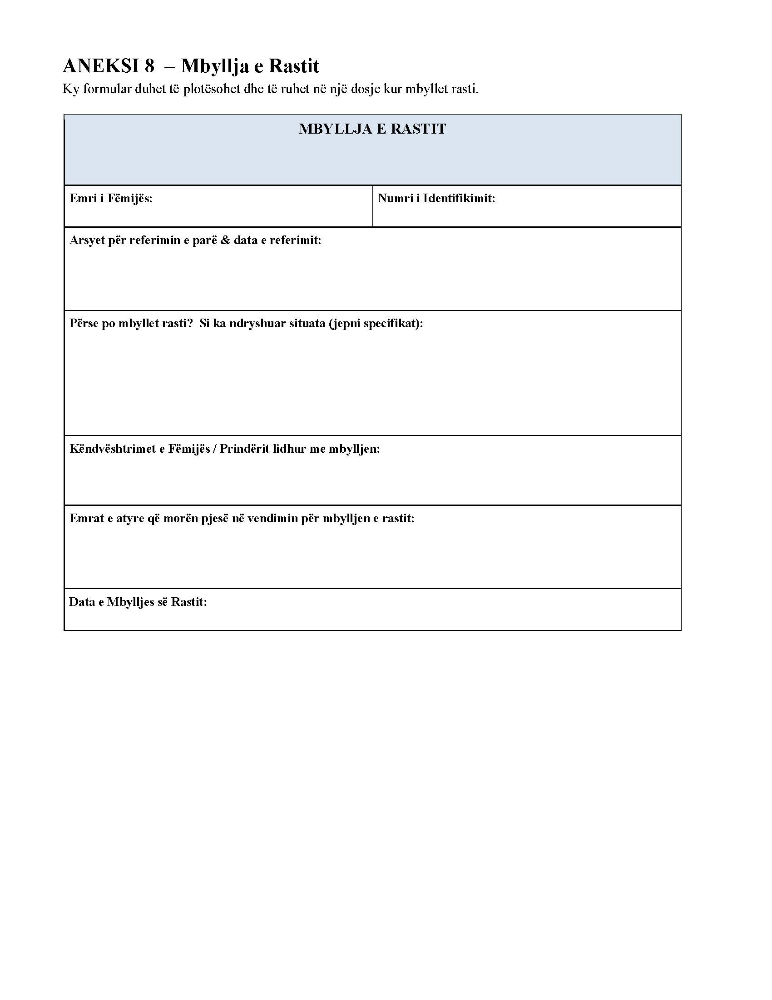 ANEKSI 8 – Mbyllja e Rastit
Ky formular duhet të plotësohet dhe të ruhet në një dosje kur mbyllet rasti.
MBYLLJA E RASTIT
Emri i Fëmijës:
Numri i Identifikimit:
Arsyet për referimin e parë & data e referimit:
Përse po mbyllet rasti? Si ka ndryshuar situata (jepni specifikat):
Këndvështrimet e Fëmijës / Prindërit lidhur me mbylljen:
Emrat e atyre që morën pjesë në vendimin për mbylljen e rastit:
Data e Mbylljes së Rastit: